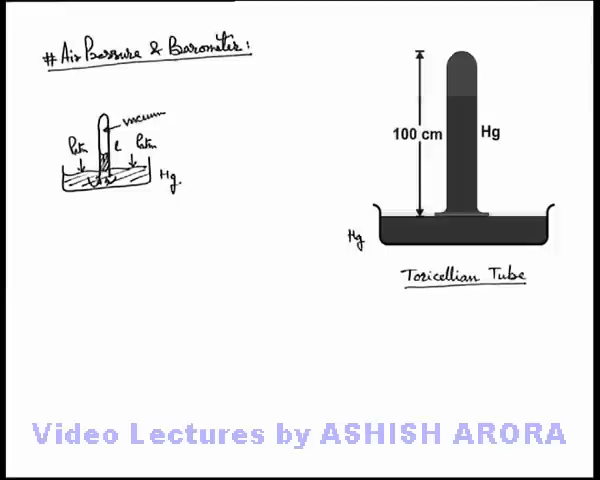 # Air Pressure & Barometer:
vacuum
Patm
l
Patm
Hg.
100 cm
Hg
Hg
Toricellian Tube
Video Lectures by ASHISH ARORA